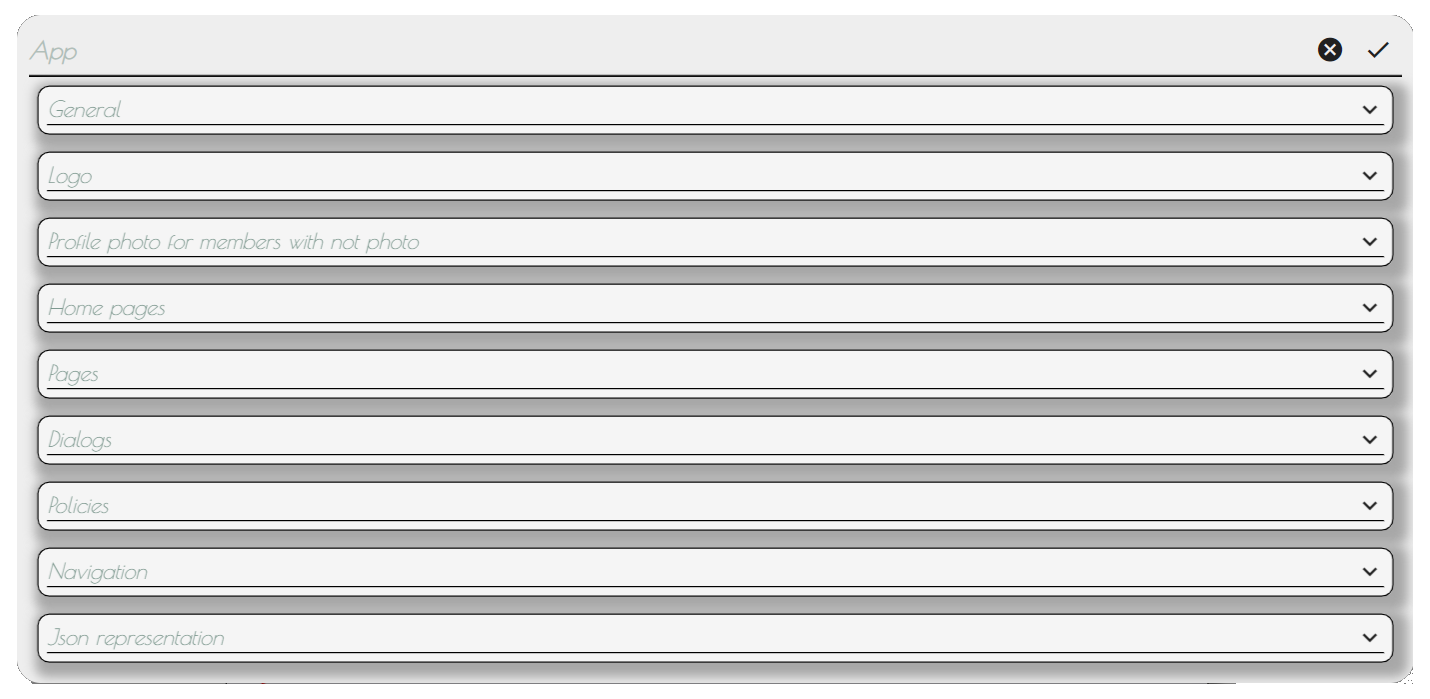 App
General
Logo
Profile photo for members with not photo
Home pages
Pages
Dialogs
Policies
Navigation
Json representation